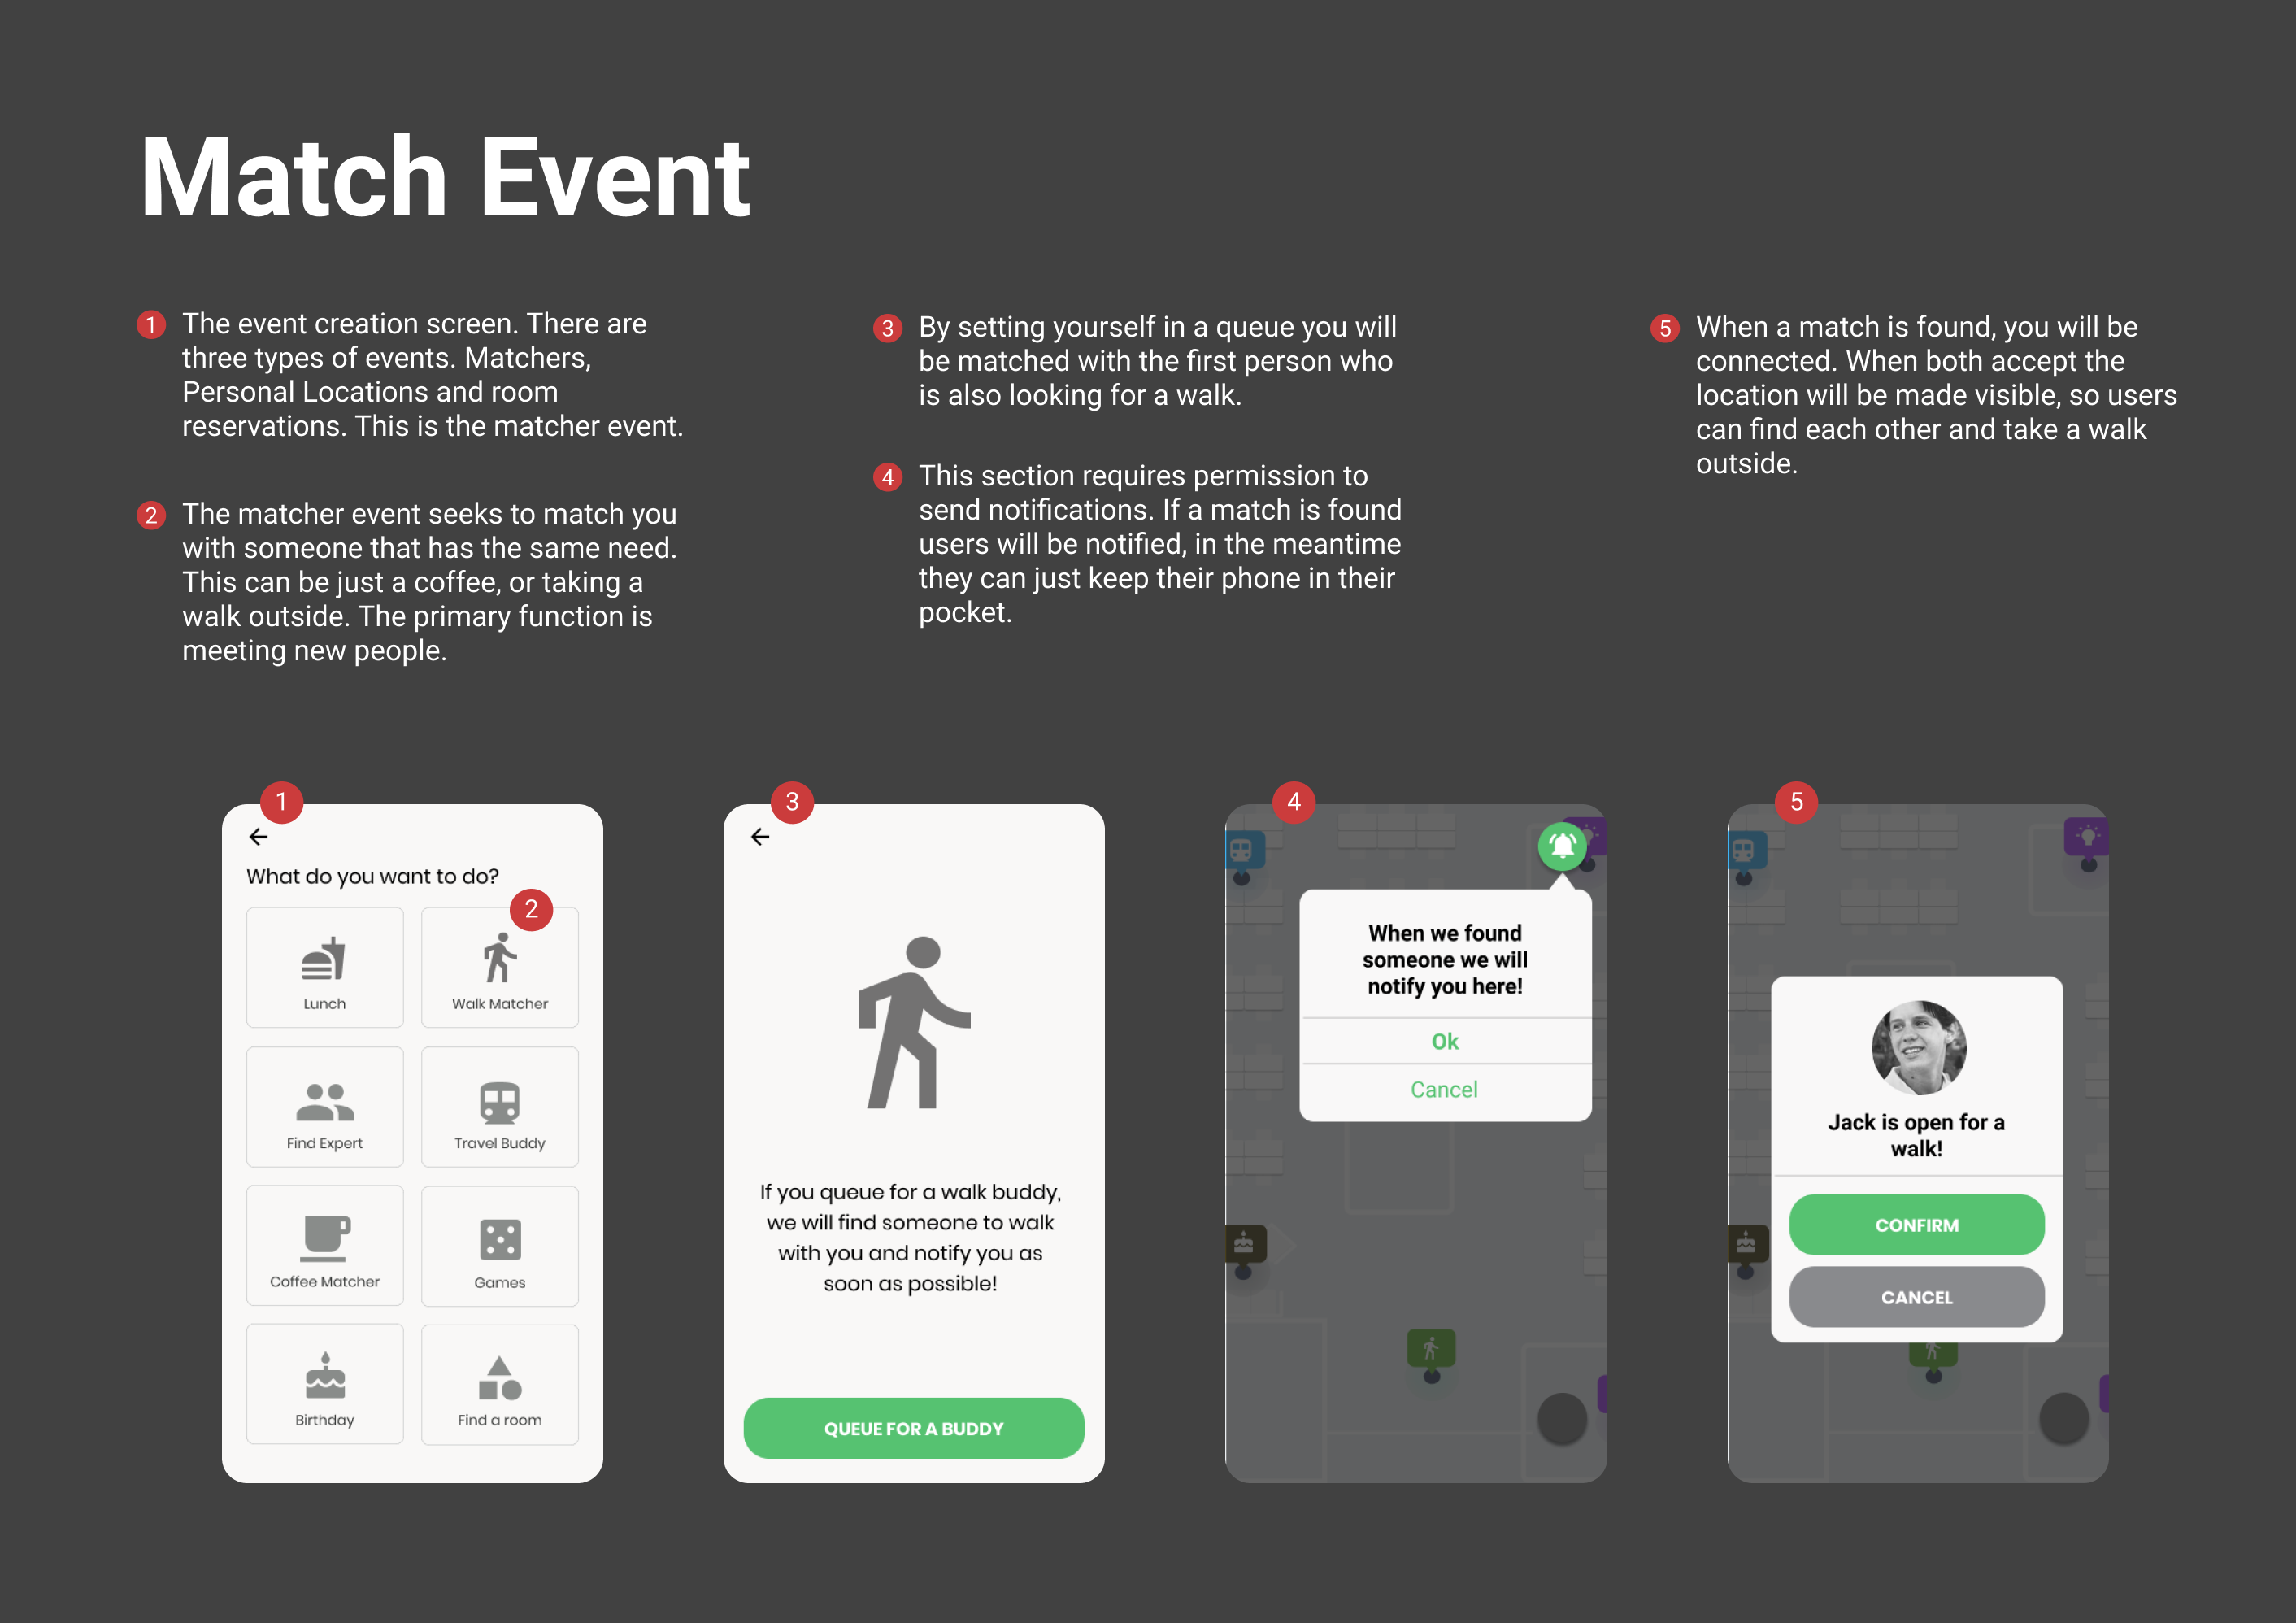 Match Event
1
The event creation screen. There are
three types of events. Matchers,
Personal Locations and room
reservations. This is the matcher event.
2
The matcher event seeks to match you
with someone that has the same need.
This can be just a coffee, or taking a
walk outside. The primary function is
meeting new people.
3
By setting yourself in a queue you will
be matched with the first person who
is also looking for a walk.
4
This section requires permission to
send notifications. If a match is found
users will be notified, in the meantime
they can just keep their phone in their
pocket.
5
When a match is found, you will be
connected. When both accept the
location will be made visible, so users
can find each other and take a walk
outside.
1
What do you want to do?
2
Lunch
Walk Matcher
Find Expert
Travel Buddy
Coffee Matcher
Games
Birthday
Find a room
3
If you queue for a walk buddy,
we will find someone to walk
with you and notify you as
soon as possible!
QUEUE FOR A BUDDY
4
When we found
someone we will
notify you here!
Ok
Cancel
5
Jack is open for a
walk!
CONFIRM
CANCEL